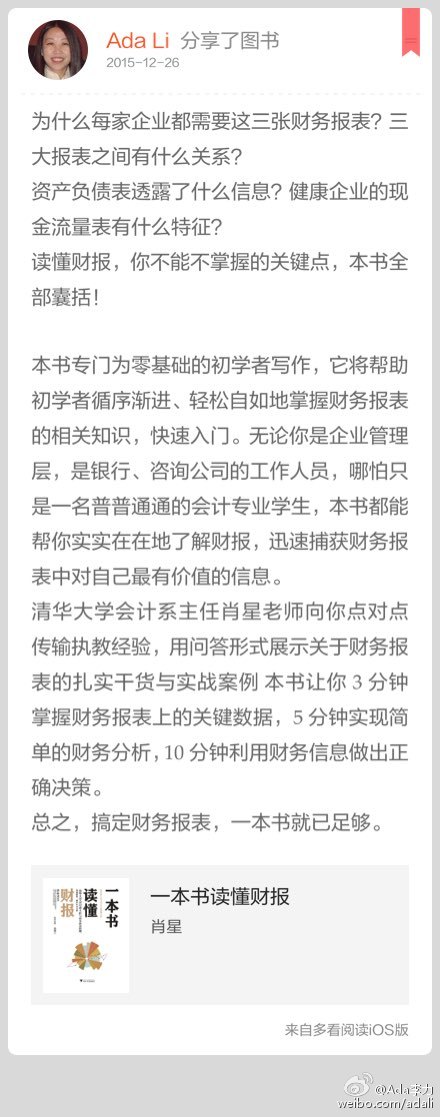 Ada Li 分享了图书
2015-12-26
为什么每家企业都需要这三张财务报表？三
大报表之间有什么关系？
资产负债表透露了什么信息？健康企业的现
金流量表有什么特征？
读懂财报，你不能不掌握的关键点，本书全
部囊括！
本书专门为零基础的初学者写作，它将帮助
初学者循序渐进、轻松自如地掌握财务报表
的相关知识，快速入门。无论你是企业管理
层，是银行、咨询公司的工作人员，哪怕只
是一名普普通通的会计专业学生，本书都能
帮你实实在在地了解财报，迅速捕获财务报
表中对自己最有价值的信息。
清华大学会计系主任肖星老师向你点对点
传输执教经验，用问答形式展示关于财务报
表的扎实干货与实战案例 本书让你 3 分钟
掌握财务报表上的关键数据，5 分钟实现简
单的财务分析，10 分钟利用财务信息做出正
确决策。
总之，搞定财务报表，一本书就已足够。
一本书
读懂
财报
一本书读懂财报
肖星
来自多看阅读iOS版
@Ada李力
weibo.com/adali